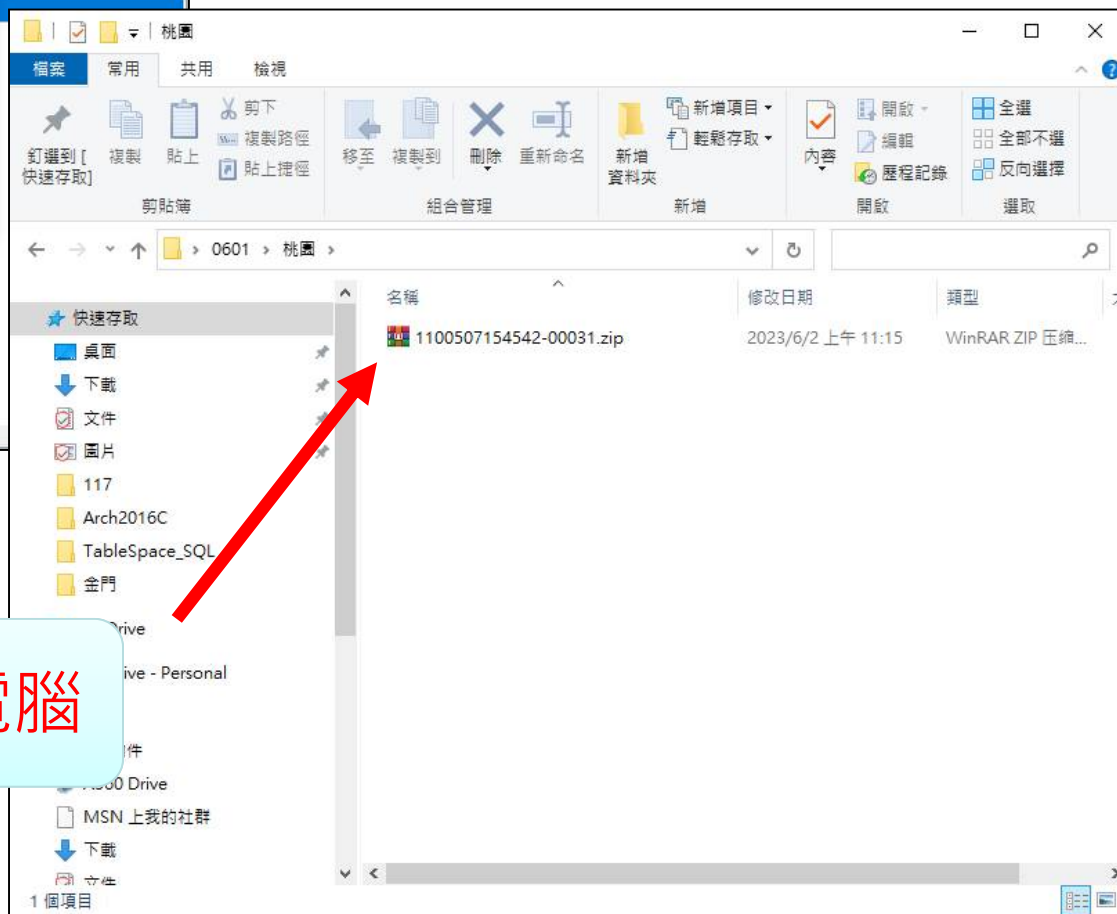 桃園
檔案 常用 共用 檢視
釘選到 [
快速存取]
複製
貼上
剪下
複製路徑
貼上捷徑
剪貼簿
移至 複製到 刪除 重新命名
組合管理
新增
資料夾
新增項目
輕鬆存取
新增
內容
開啟
編輯
歷程記錄
開啟
全選
全部不選
反向選擇
選取
0601 › 桃園 ›
名稱 修改日期 類型
1100507154542-00031.zip 2023/6/2 上午 11:15 WinRAR ZIP 压缩...
快速存取
桌面
下載
文件
圖片
117
Arch2016C
TableSpace_SQL
金門
rive
ive - Personal
腦
件
Drive
MSN 上我的社群
下載
文件
1 個項目